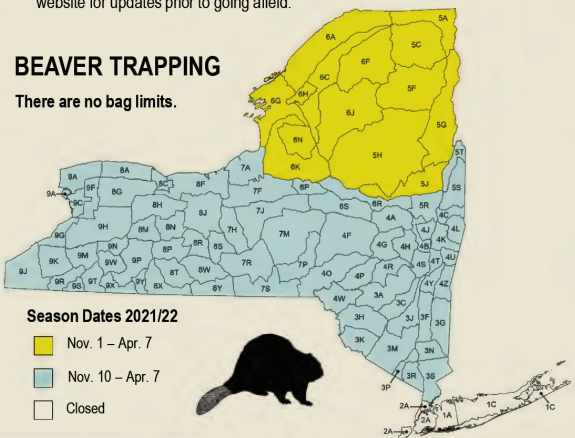 website for updates prior to going afield.
BEAVER TRAPPING
There are no bag limits.
5A
6A
5C
6F
6C
5F
6H
6G
6J
5G
6N
5H
6K
5J
5T
9A
8A
7A
9F
8C
8F
9A
8G
7F
6P
6S
6R
5R
5S
9C
8H
8J
7J
4A
4C
9G
9H
8M
8N
7H
7M
4F
4J
4L
4G
4H
4B
4K
9N
8P
8R
8S
9K
9M
9W
9P
7R
7P
4O
4P
4R
4S
4T
4U
9J
8T
8W
9R
9S
9T
9X
9Y
8X
8Y
7S
4Y
4Z
4W
3A
3C
3H
3J
3F
3G
3K
3M
3N
3P
3R
3S
2A
2A
2A
1A
1C
1C
Season Dates 2021/22
Nov. 1 – Apr. 7
Nov. 10 – Apr. 7
Closed